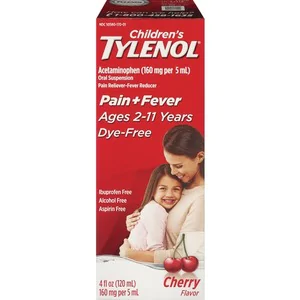 Children's
TYLENOL®
Acetaminophen (160 mg per 5 mL)
Oral Suspension
Pain Reliever-Fever Reducer
Pain+Fever
Ages 2-11 Years
Dye-Free
Ibuprofen Free
Alcohol Free
Aspirin Free
4 fl oz (120 mL)
160 mg per 5 mL
Cherry
Flavor